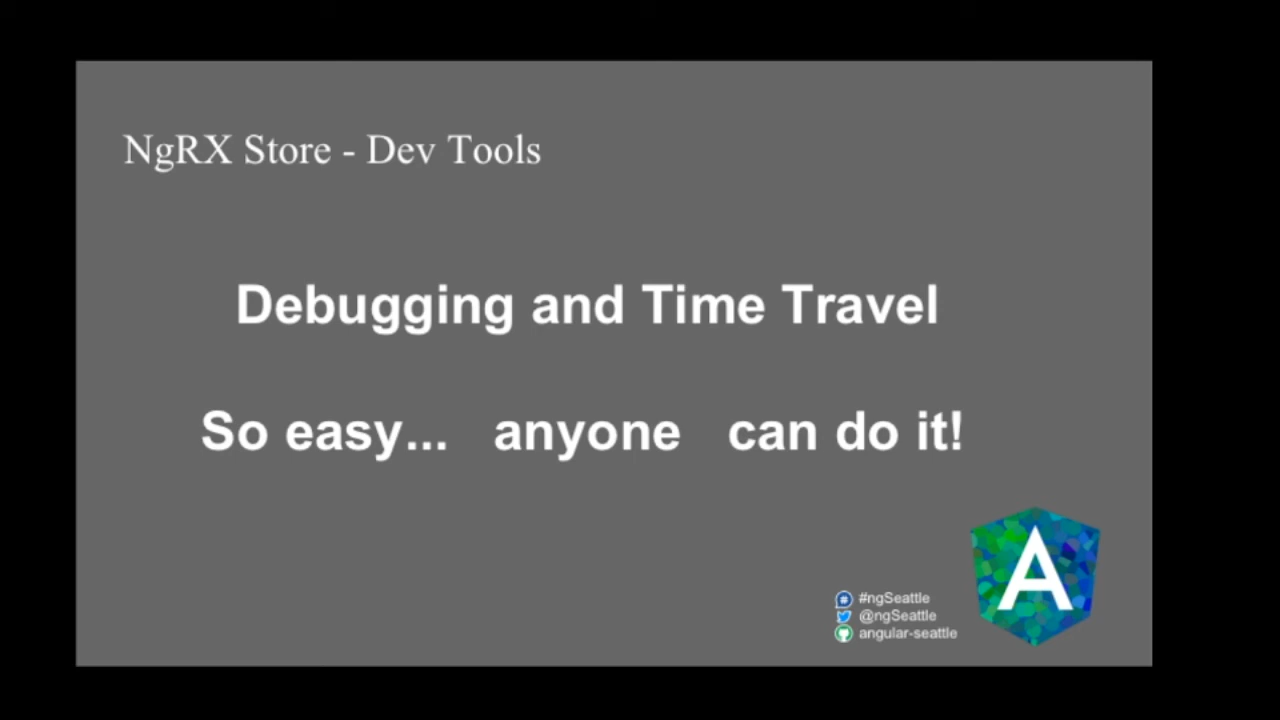 NgRX Store - Dev Tools
Debugging and Time Travel
So easy... anyone can do it!
#ngSeattle
@ngSeattle
angular-seattle
A